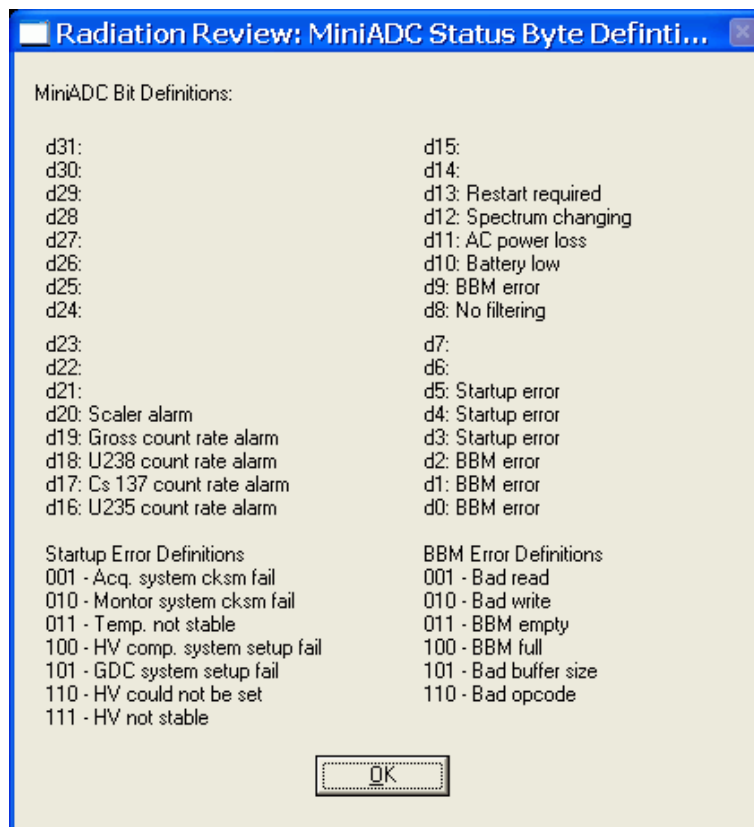 Radiation Review: MiniADC Status Byte Definti...
MiniADC Bit Definitions:
d31:
d30:
d29:
d28
d27:
d26:
d25:
d24:
d23:
d22:
d21:
d20: Scaler alarm
d19: Gross count rate alarm
d18: U238 count rate alarm
d17: Cs 137 count rate alarm
d16: U235 count rate alarm
d15:
d14:
d13: Restart required
d12: Spectrum changing
d11: AC power loss
d10: Battery low
d9: BBM error
d8: No filtering
d7:
d6:
d5: Startup error
d4: Startup error
d3: Startup error
d2: BBM error
d1: BBM error
d0: BBM error
Startup Error Definitions
001 - Acq. system cksm fail
010 - Montor system cksm fail
011 - Temp. not stable
100 - HV comp. system setup fail
101 - GDC system setup fail
110 - HV could not be set
111 - HV not stable
BBM Error Definitions
001 - Bad read
010 - Bad write
011 - BBM empty
100 - BBM full
101 - Bad buffer size
110 - Bad opcode
OK